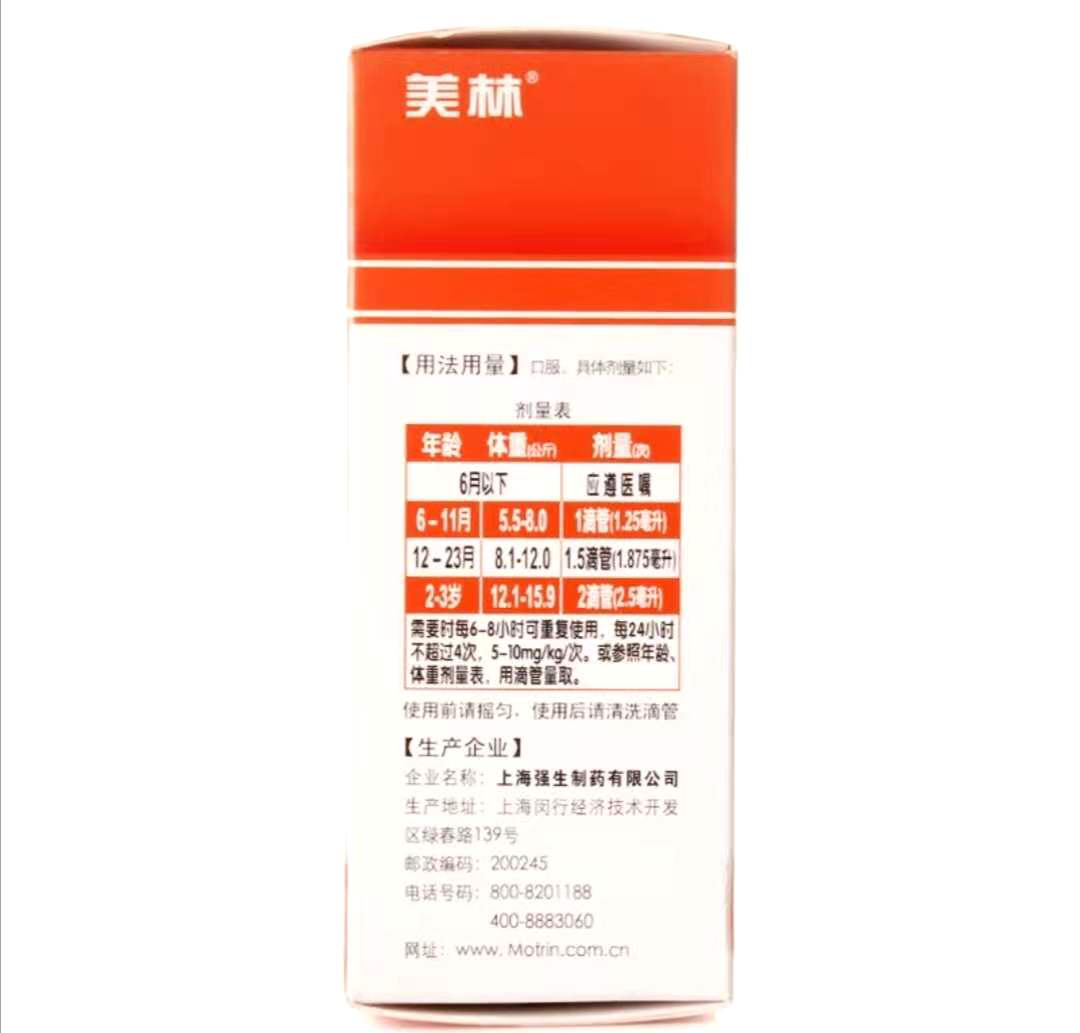 美林®
【用法用量】口服。具体剂量如下:
剂量表
年龄 体重(公斤) 剂量(次)
6月以下 应遵医嘱
6-11月 5.5-8.0 1滴管(1.25毫升)
12-23月 8.1-12.0 1.5滴管(1.875毫升)
2-3岁 12.1-15.9 2滴管(2.5毫升)
需要时每6-8小时可重复使用,每24小时
不超过4次,5-10mg/kg/次。或参照年龄、
体重剂量表,用滴管量取。
使用前请摇匀,使用后请清洗滴管
【生产企业】
企业名称:上海强生制药有限公司
生产地址:上海闵行经济技术开发
区绿春路139号
邮政编码:200245
电话号码:800-8201188
400-8883060
网址:www.Motrin.com.cn